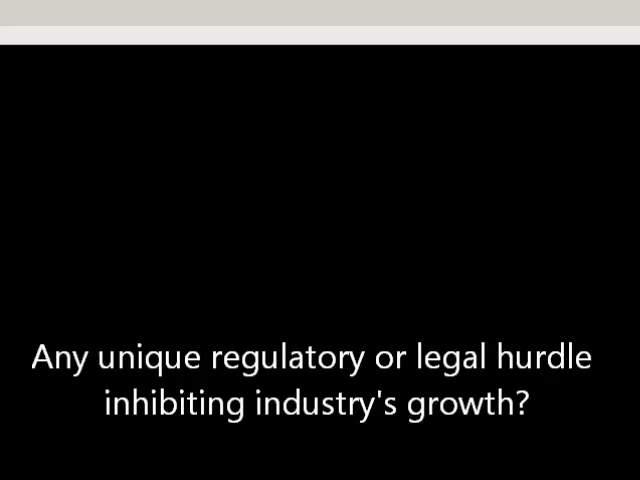 Any unique regulatory or legal hurdle
inhibiting industry's growth?